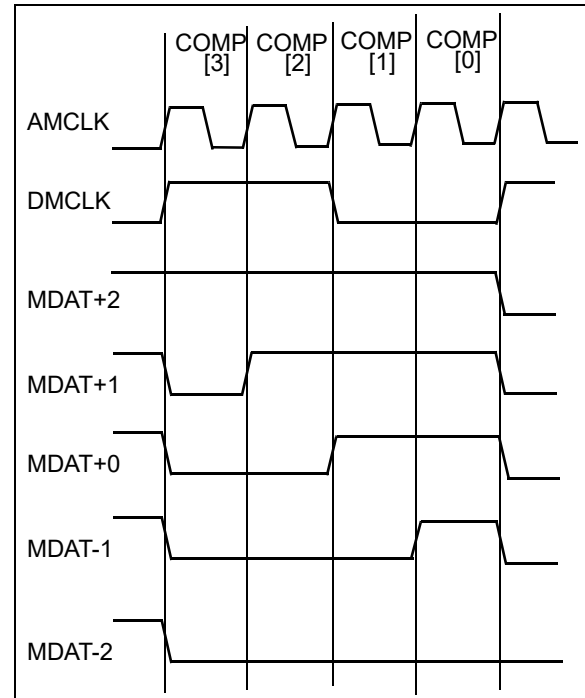 COMP COMP COMP COMP
[3] [2] [1] [0]
AMCLK
DMCLK
MDAT+2
MDAT+1
MDAT+0
MDAT-1
MDAT-2